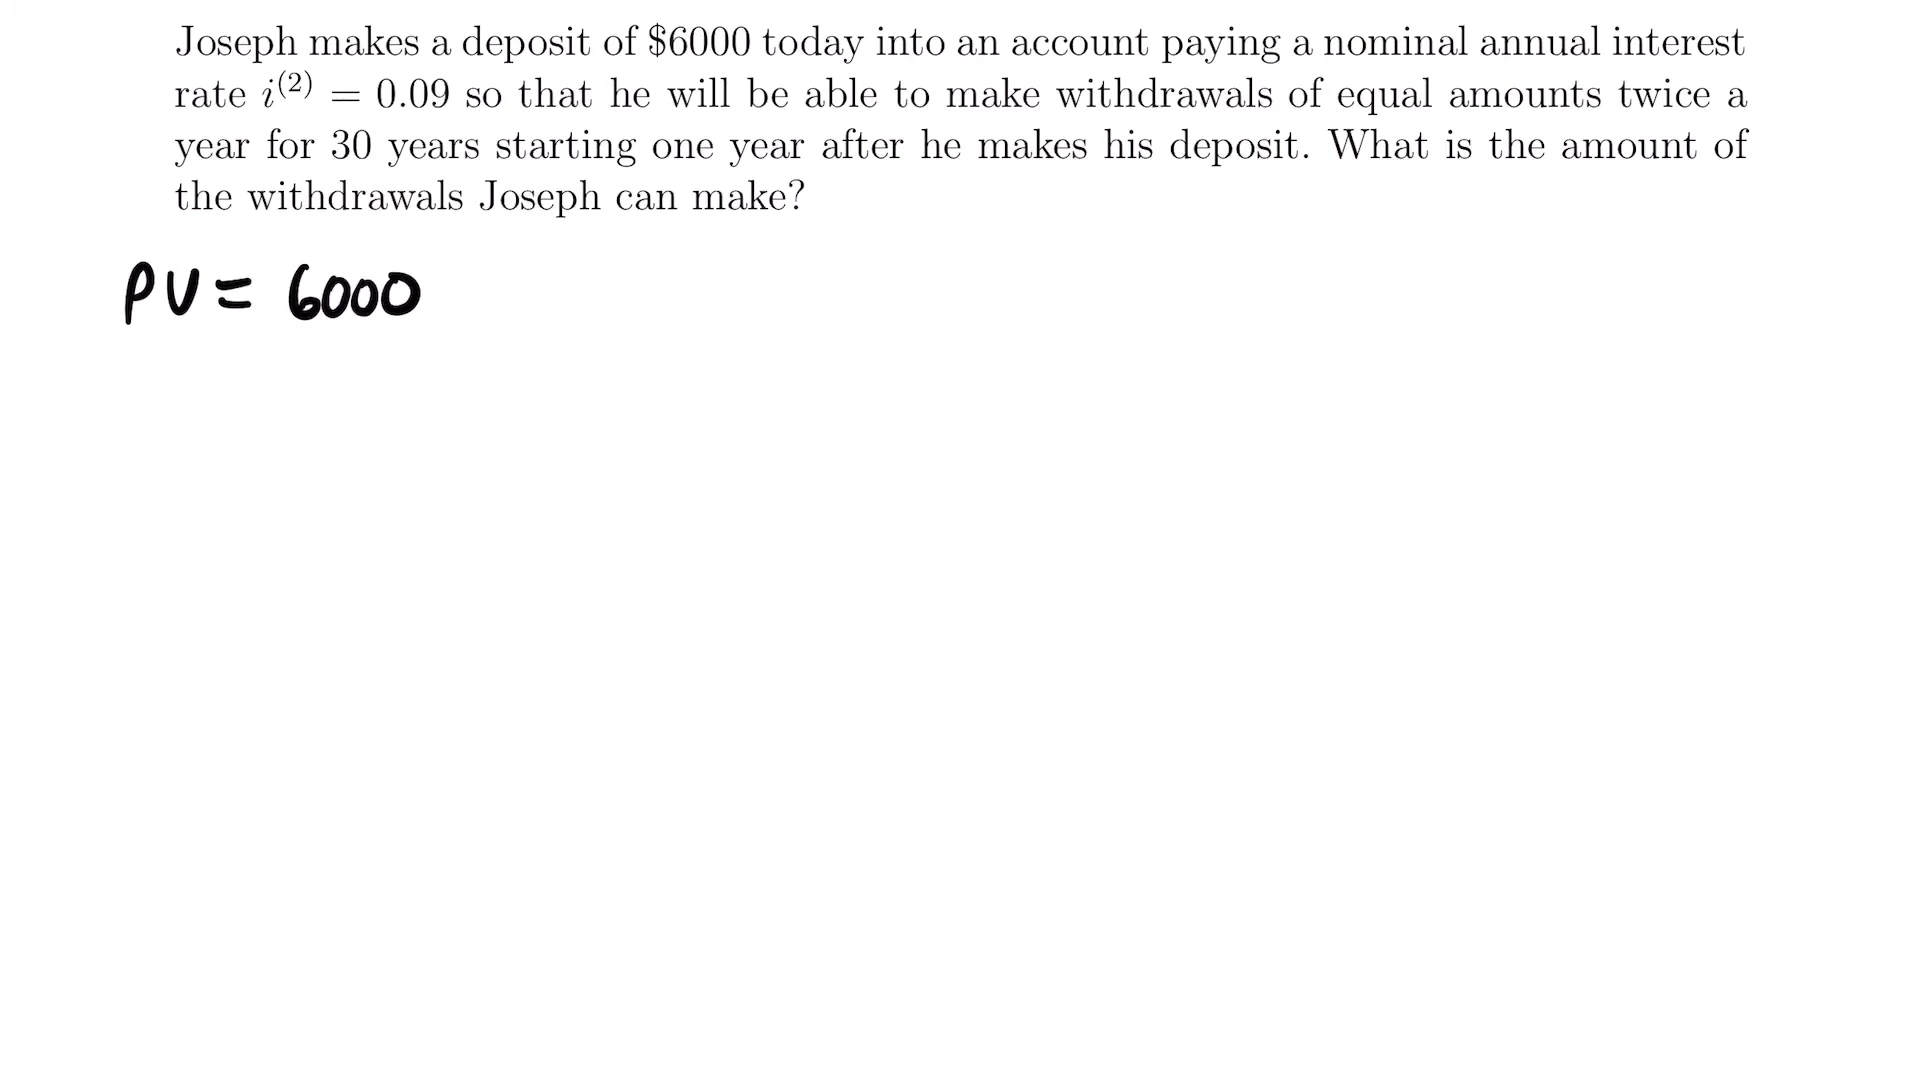 Joseph makes a deposit of $6000 today into an account paying a nominal annual interest
rate i^(2) = 0.09 so that he will be able to make withdrawals of equal amounts twice a
year for 30 years starting one year after he makes his deposit. What is the amount of
the withdrawals Joseph can make?
PV = 6000